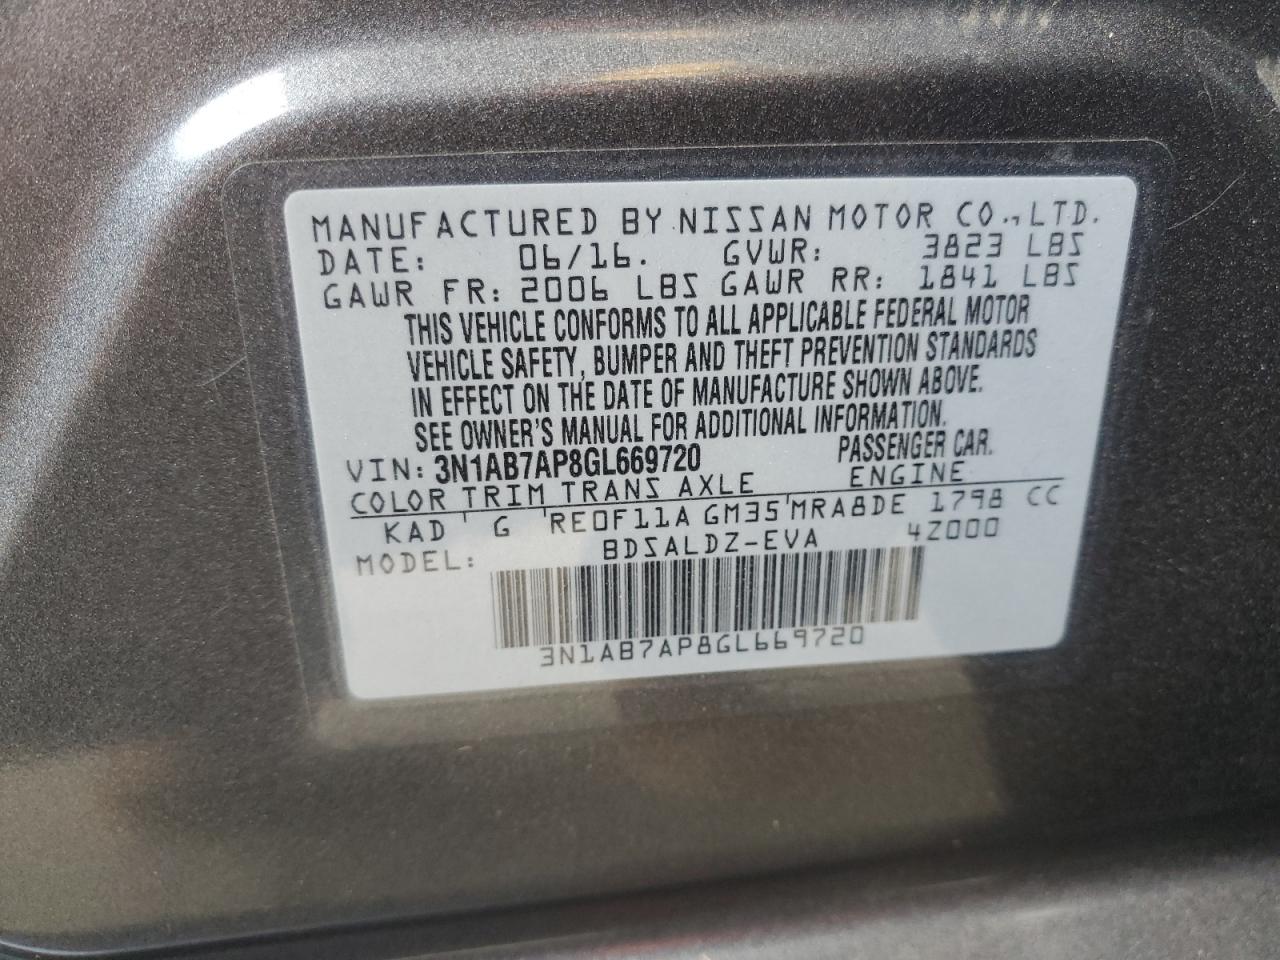 MANUFACTURED BY NISSAN MOTOR CO., LTD.
DATE: 06/16. GVWR: 3823 LBS
GAWR FR: 2006 LBS GAWR RR: 1841 LBS
THIS VEHICLE CONFORMS TO ALL APPLICABLE FEDERAL MOTOR
VEHICLE SAFETY, BUMPER AND THEFT PREVENTION STANDARDS
IN EFFECT ON THE DATE OF MANUFACTURE SHOWN ABOVE.
SEE OWNER'S MANUAL FOR ADDITIONAL INFORMATION.
VIN: 3N1AB7AP8GL669720 PASSENGER CAR.
COLOR TRIM TRANS AXLE ENGINE
KAD G RE0F11A GM35 MRA8DE 1798 CC
MODEL: BDSALDZ-EVA 4Z000
3N1AB7AP8GL669720